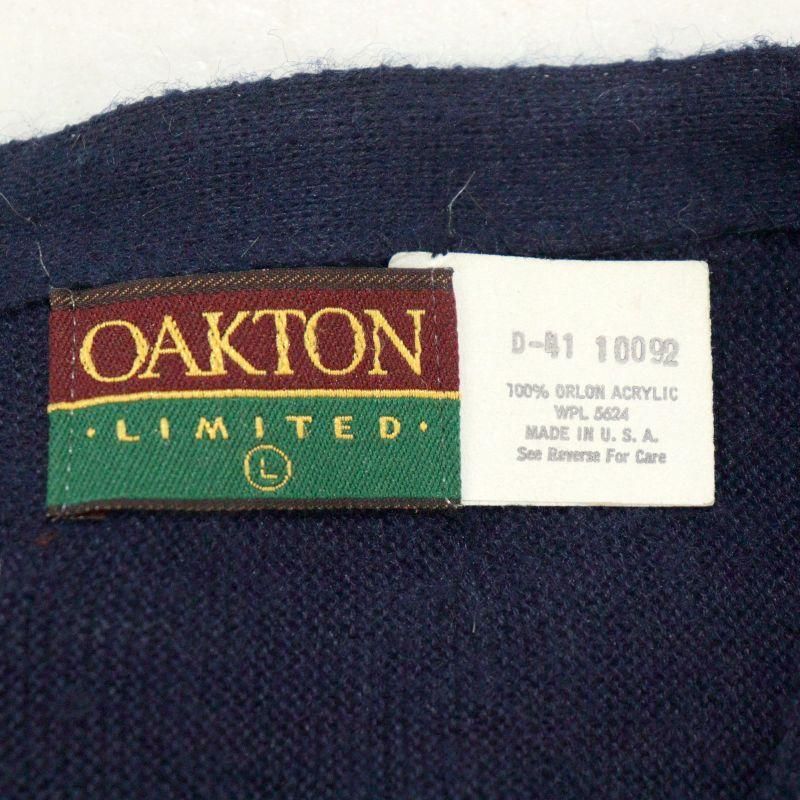 OAKTON
· LIMITED ·
L
D-41 10092
100% ORLON ACRYLIC
WPL 5624
MADE IN U. S. A.
See Reverse For Care